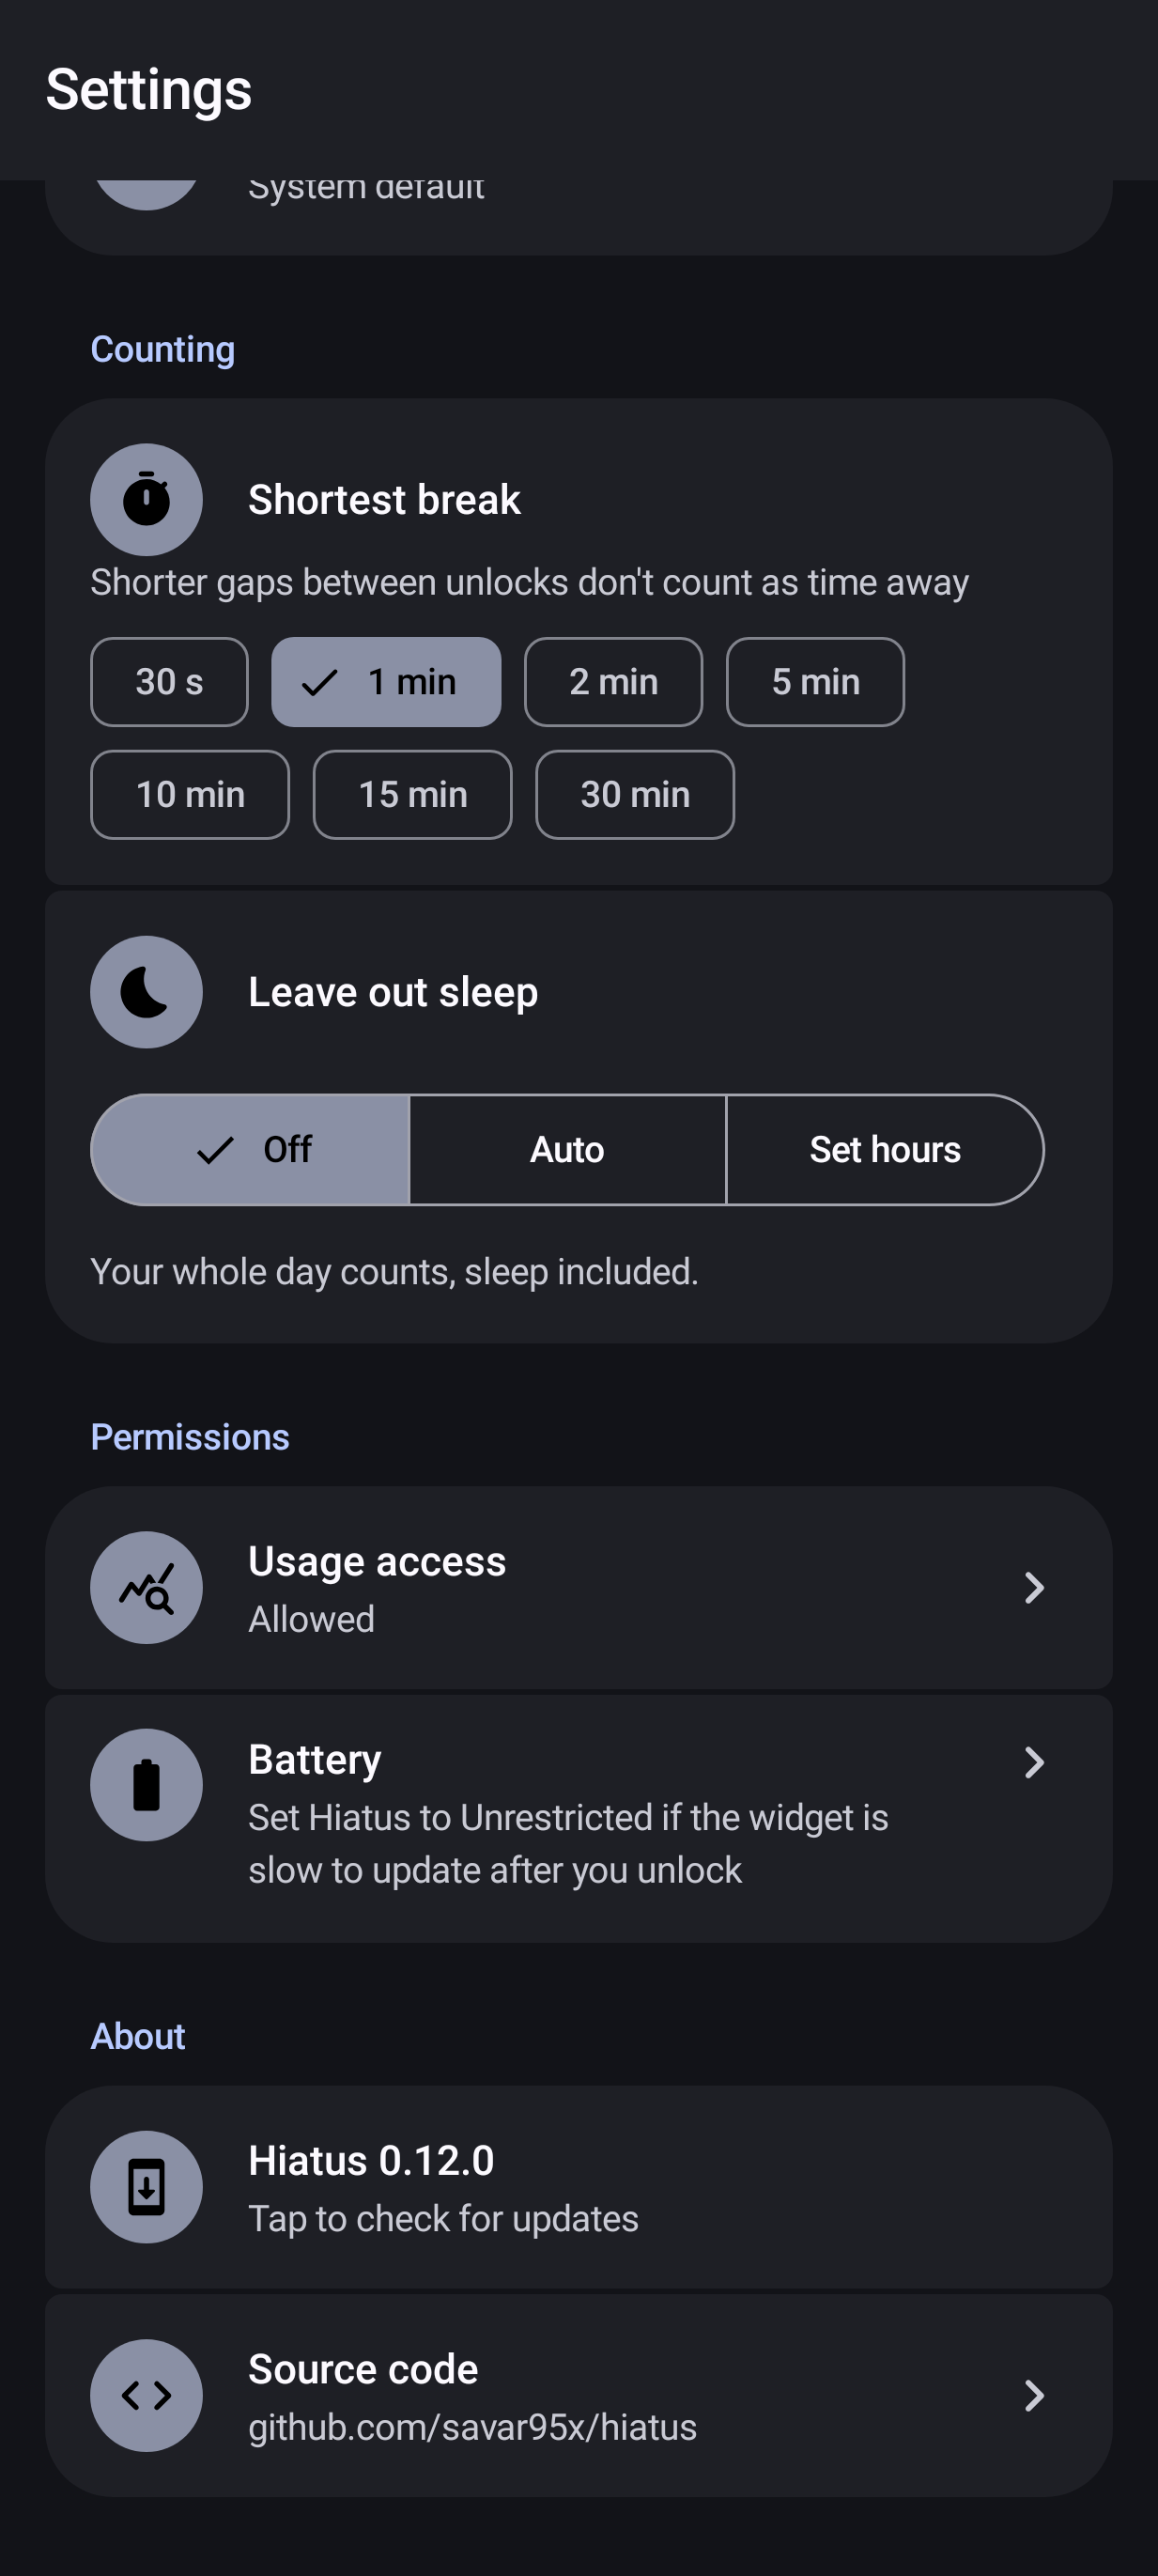 Settings
System default
Counting
Shortest break
Shorter gaps between unlocks don't count as time away
30 s
1 min
2 min
5 min
10 min
15 min
30 min
Leave out sleep
Off
Auto
Set hours
Your whole day counts, sleep included.
Permissions
Usage access
Allowed
Battery
Set Hiatus to Unrestricted if the widget is
slow to update after you unlock
About
Hiatus 0.12.0
Tap to check for updates
Source code
github.com/savar95x/hiatus